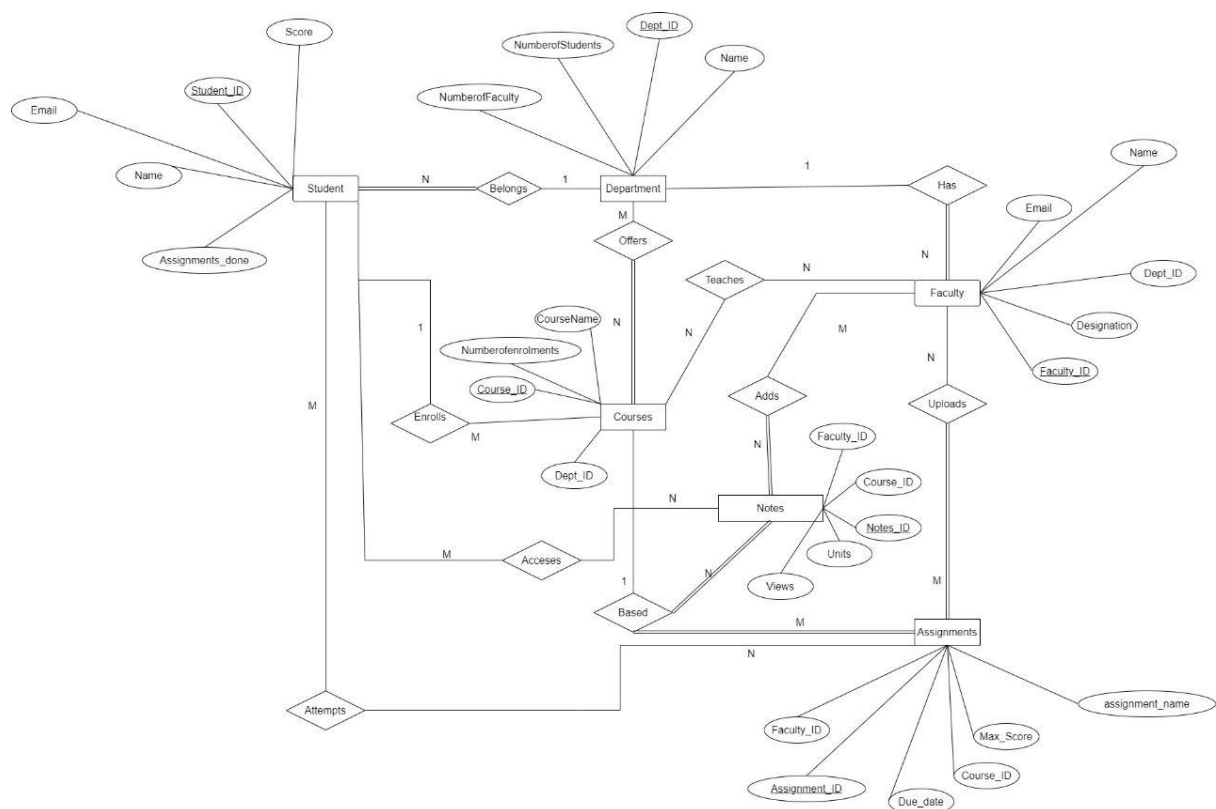 Score
Dept_ID
NumberofStudents
Name
Student_ID
NumberofFaculty
Email
Name
Name
Student
N
Belongs
1
Department
1
Has
Email
M
Assignments_done
Offers
N
Dept_ID
Teaches
N
Faculty
CourseName
N
N
M
Designation
1
Numberofenrolments
N
Faculty_ID
Course_ID
Adds
Uploads
M
Enrolls
M
Courses
Faculty_ID
N
Dept_ID
Course_ID
N
Notes
Notes_ID
M
Acceses
Units
Views
N
1
M
Based
M
Assignments
N
Attempts
assignment_name
Faculty_ID
Max_Score
Course_ID
Assignment_ID
Due_date